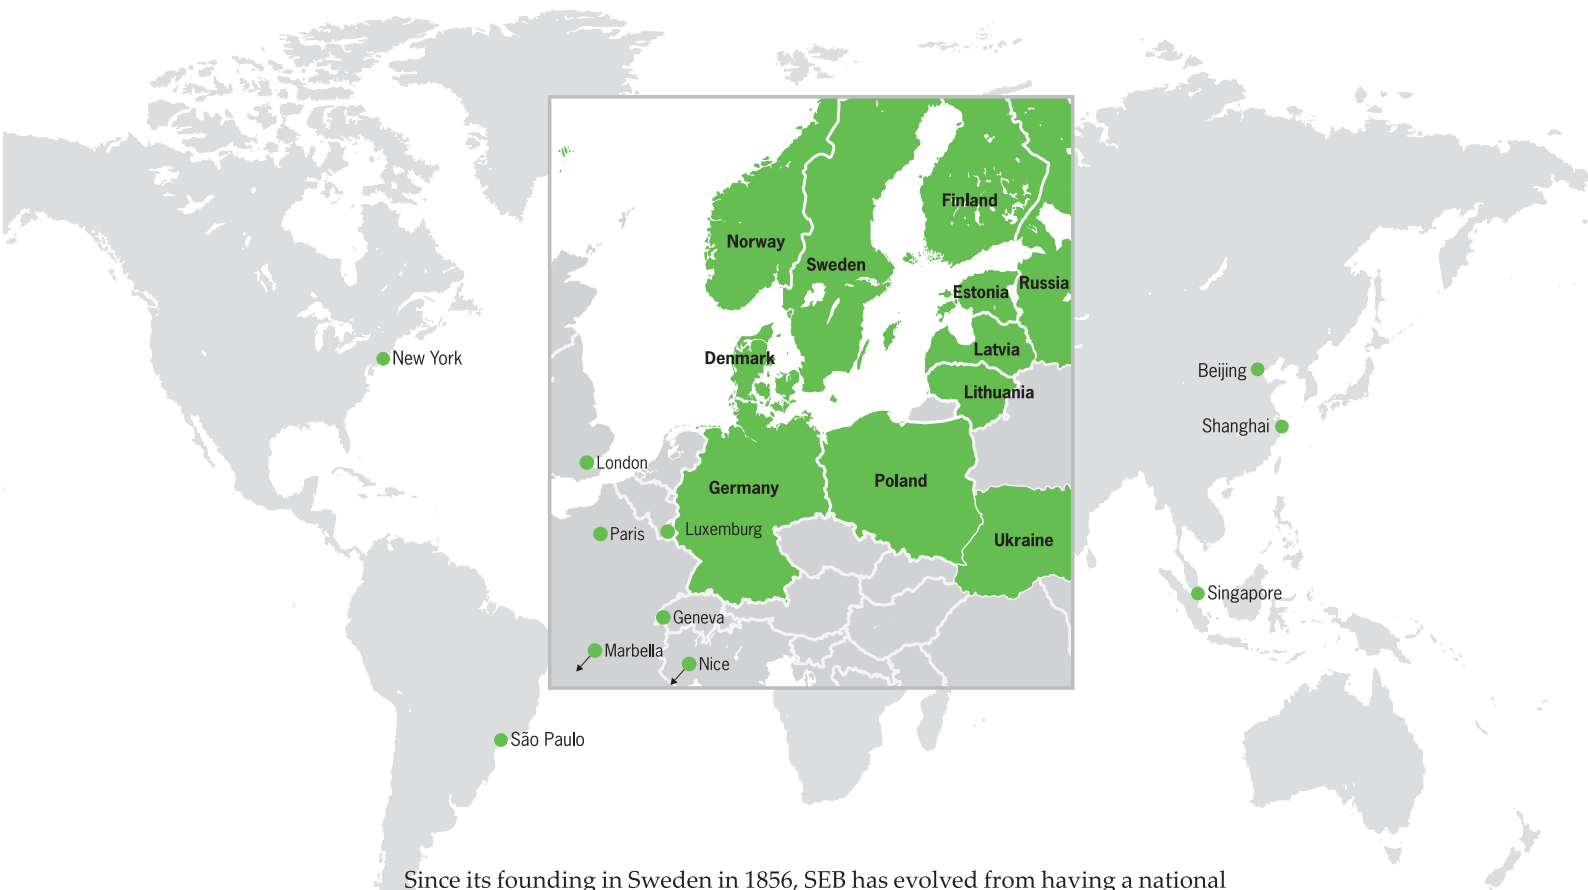 Finland
Norway
Sweden
Russia
Estonia
Latvia
Denmark
New York
Beijing
Lithuania
Shanghai
London
Poland
Germany
Luxemburg
Paris
Ukraine
Singapore
Geneva
Marbella
Nice
São Paulo
Since its founding in Sweden in 1856, SEB has evolved from having a national